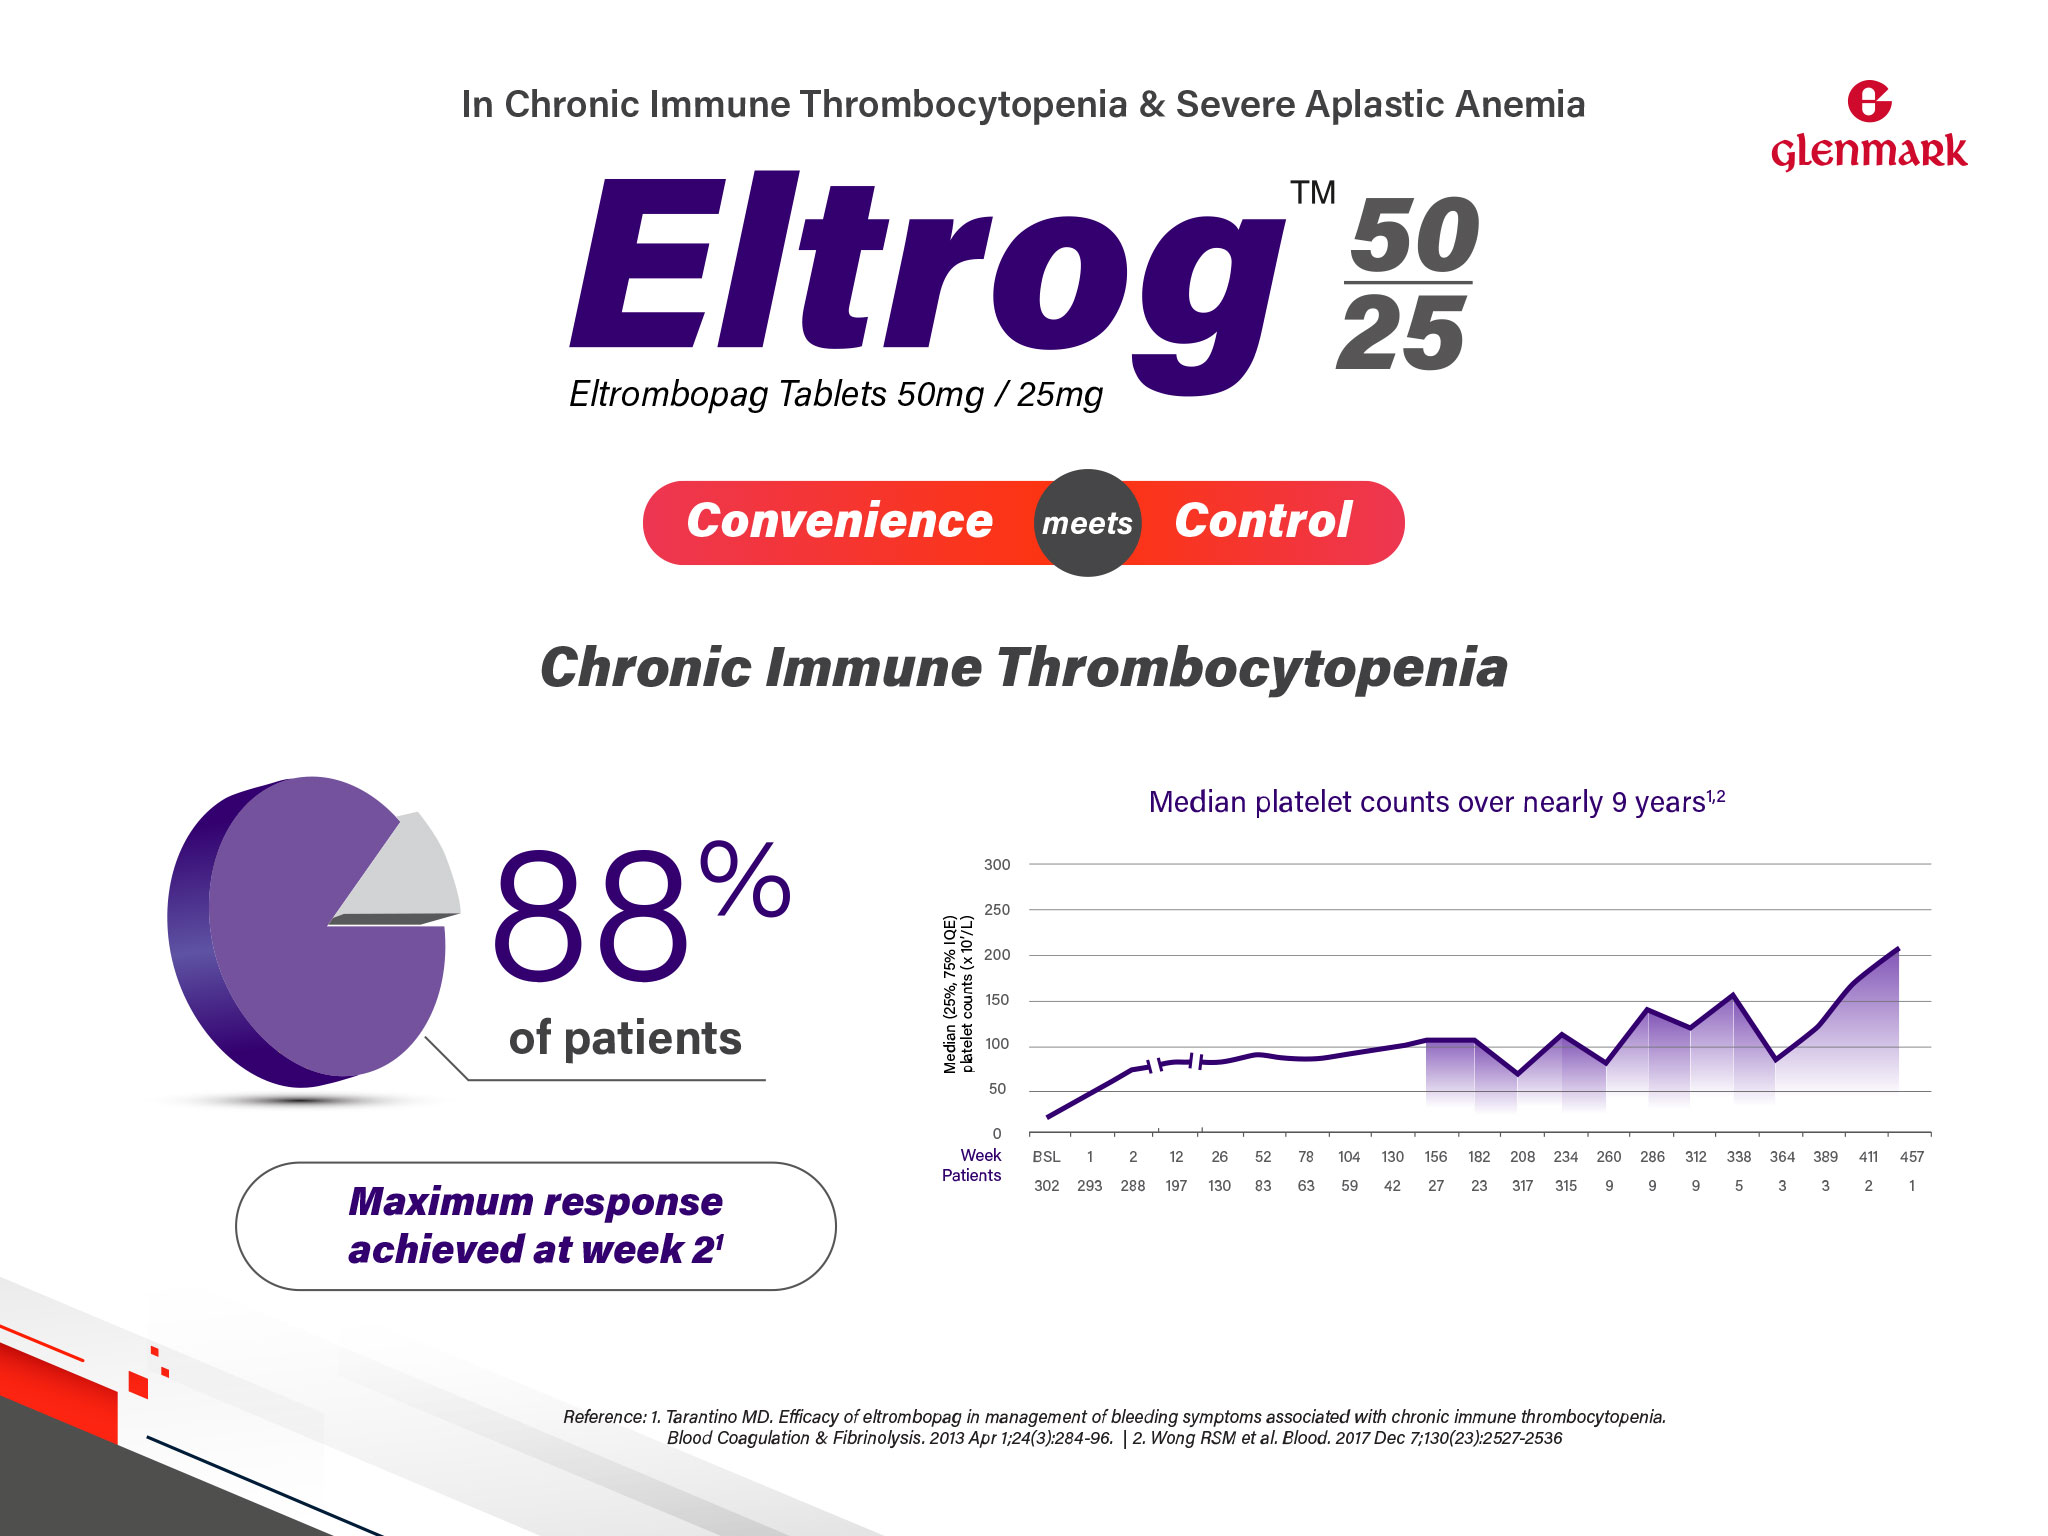 In Chronic Immune Thrombocytopenia & Severe Aplastic Anemia
GLENMARK
Eltrog™ 50
25
Eltrombopag Tablets 50mg / 25mg
Convenience meets Control
Chronic Immune Thrombocytopenia
88%
of patients
Maximum response
achieved at week 2¹
Median platelet counts over nearly 9 years¹,²
Median (25%, 75% IQE)
platelet counts (x 10⁹/L)
300
250
200
150
100
50
0
Week BSL 1 2 12 26 52 78 104 130 156 182 208 234 260 286 312 338 364 389 411 457
Patients 302 293 288 197 130 83 63 59 42 27 23 317 315 9 9 9 5 3 3 2 1
Reference: 1. Tarantino MD. Efficacy of eltrombopag in management of bleeding symptoms associated with chronic immune thrombocytopenia.
Blood Coagulation & Fibrinolysis. 2013 Apr 1;24(3):284-96. | 2. Wong RSM et al. Blood. 2017 Dec 7;130(23):2527-2536